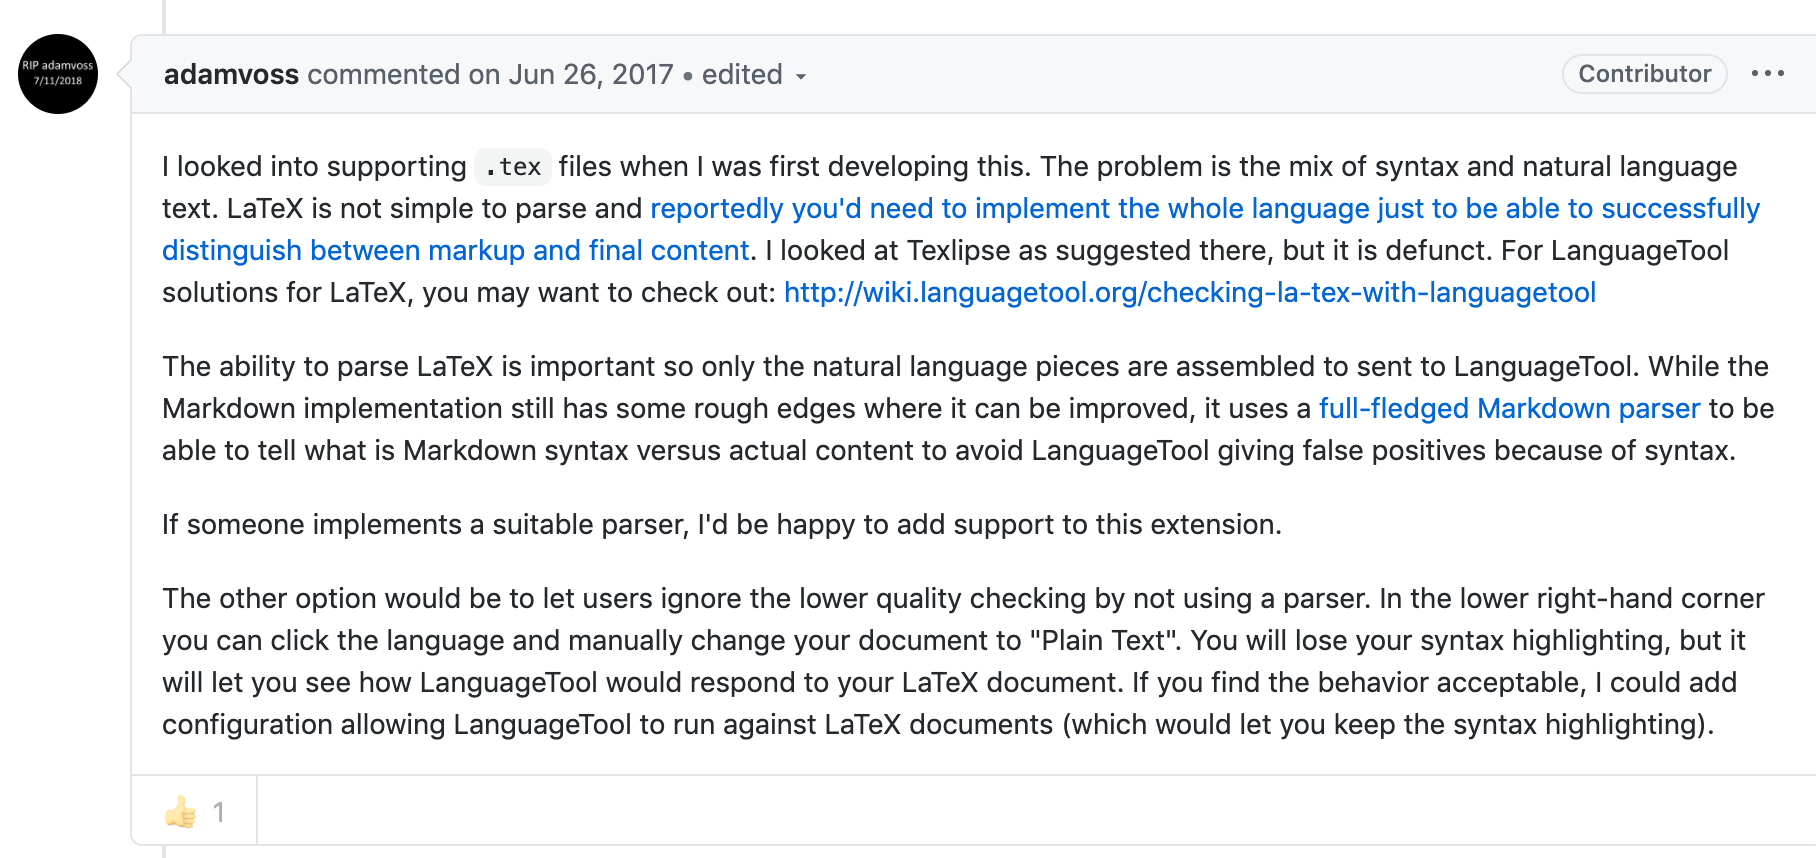 RIP adamvoss
7/11/2018
adamvoss commented on Jun 26, 2017 • edited
Contributor
I looked into supporting .tex files when I was first developing this. The problem is the mix of syntax and natural language
text. LaTeX is not simple to parse and reportedly you'd need to implement the whole language just to be able to successfully
distinguish between markup and final content. I looked at Texlipse as suggested there, but it is defunct. For LanguageTool
solutions for LaTeX, you may want to check out: http://wiki.languagetool.org/checking-la-tex-with-languagetool
The ability to parse LaTeX is important so only the natural language pieces are assembled to sent to LanguageTool. While the
Markdown implementation still has some rough edges where it can be improved, it uses a full-fledged Markdown parser to be
able to tell what is Markdown syntax versus actual content to avoid LanguageTool giving false positives because of syntax.
If someone implements a suitable parser, I'd be happy to add support to this extension.
The other option would be to let users ignore the lower quality checking by not using a parser. In the lower right-hand corner
you can click the language and manually change your document to "Plain Text". You will lose your syntax highlighting, but it
will let you see how LanguageTool would respond to your LaTeX document. If you find the behavior acceptable, I could add
configuration allowing LanguageTool to run against LaTeX documents (which would let you keep the syntax highlighting).
👍 1